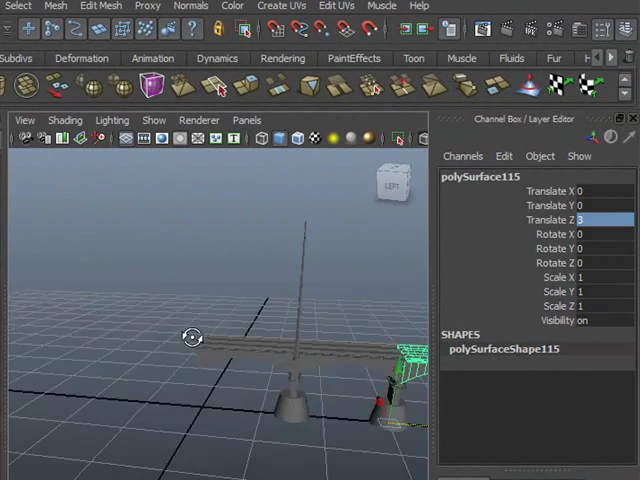 Select Mesh Edit Mesh Proxy Normals Color Create UVs Edit UVs Muscle Help
Subdivs Deformation Animation Dynamics Rendering PaintEffects Toon Muscle Fluids Fur
Channel Box / Layer Editor
View Shading Lighting Show Renderer Panels
Channels Edit Object Show
LEFT
polySurface115
Translate X 0
Translate Y 0
Translate Z 3
Rotate X 0
Rotate Y 0
Rotate Z 0
Scale X 1
Scale Y 1
Scale Z 1
Visibility on
SHAPES
polySurfaceShape115